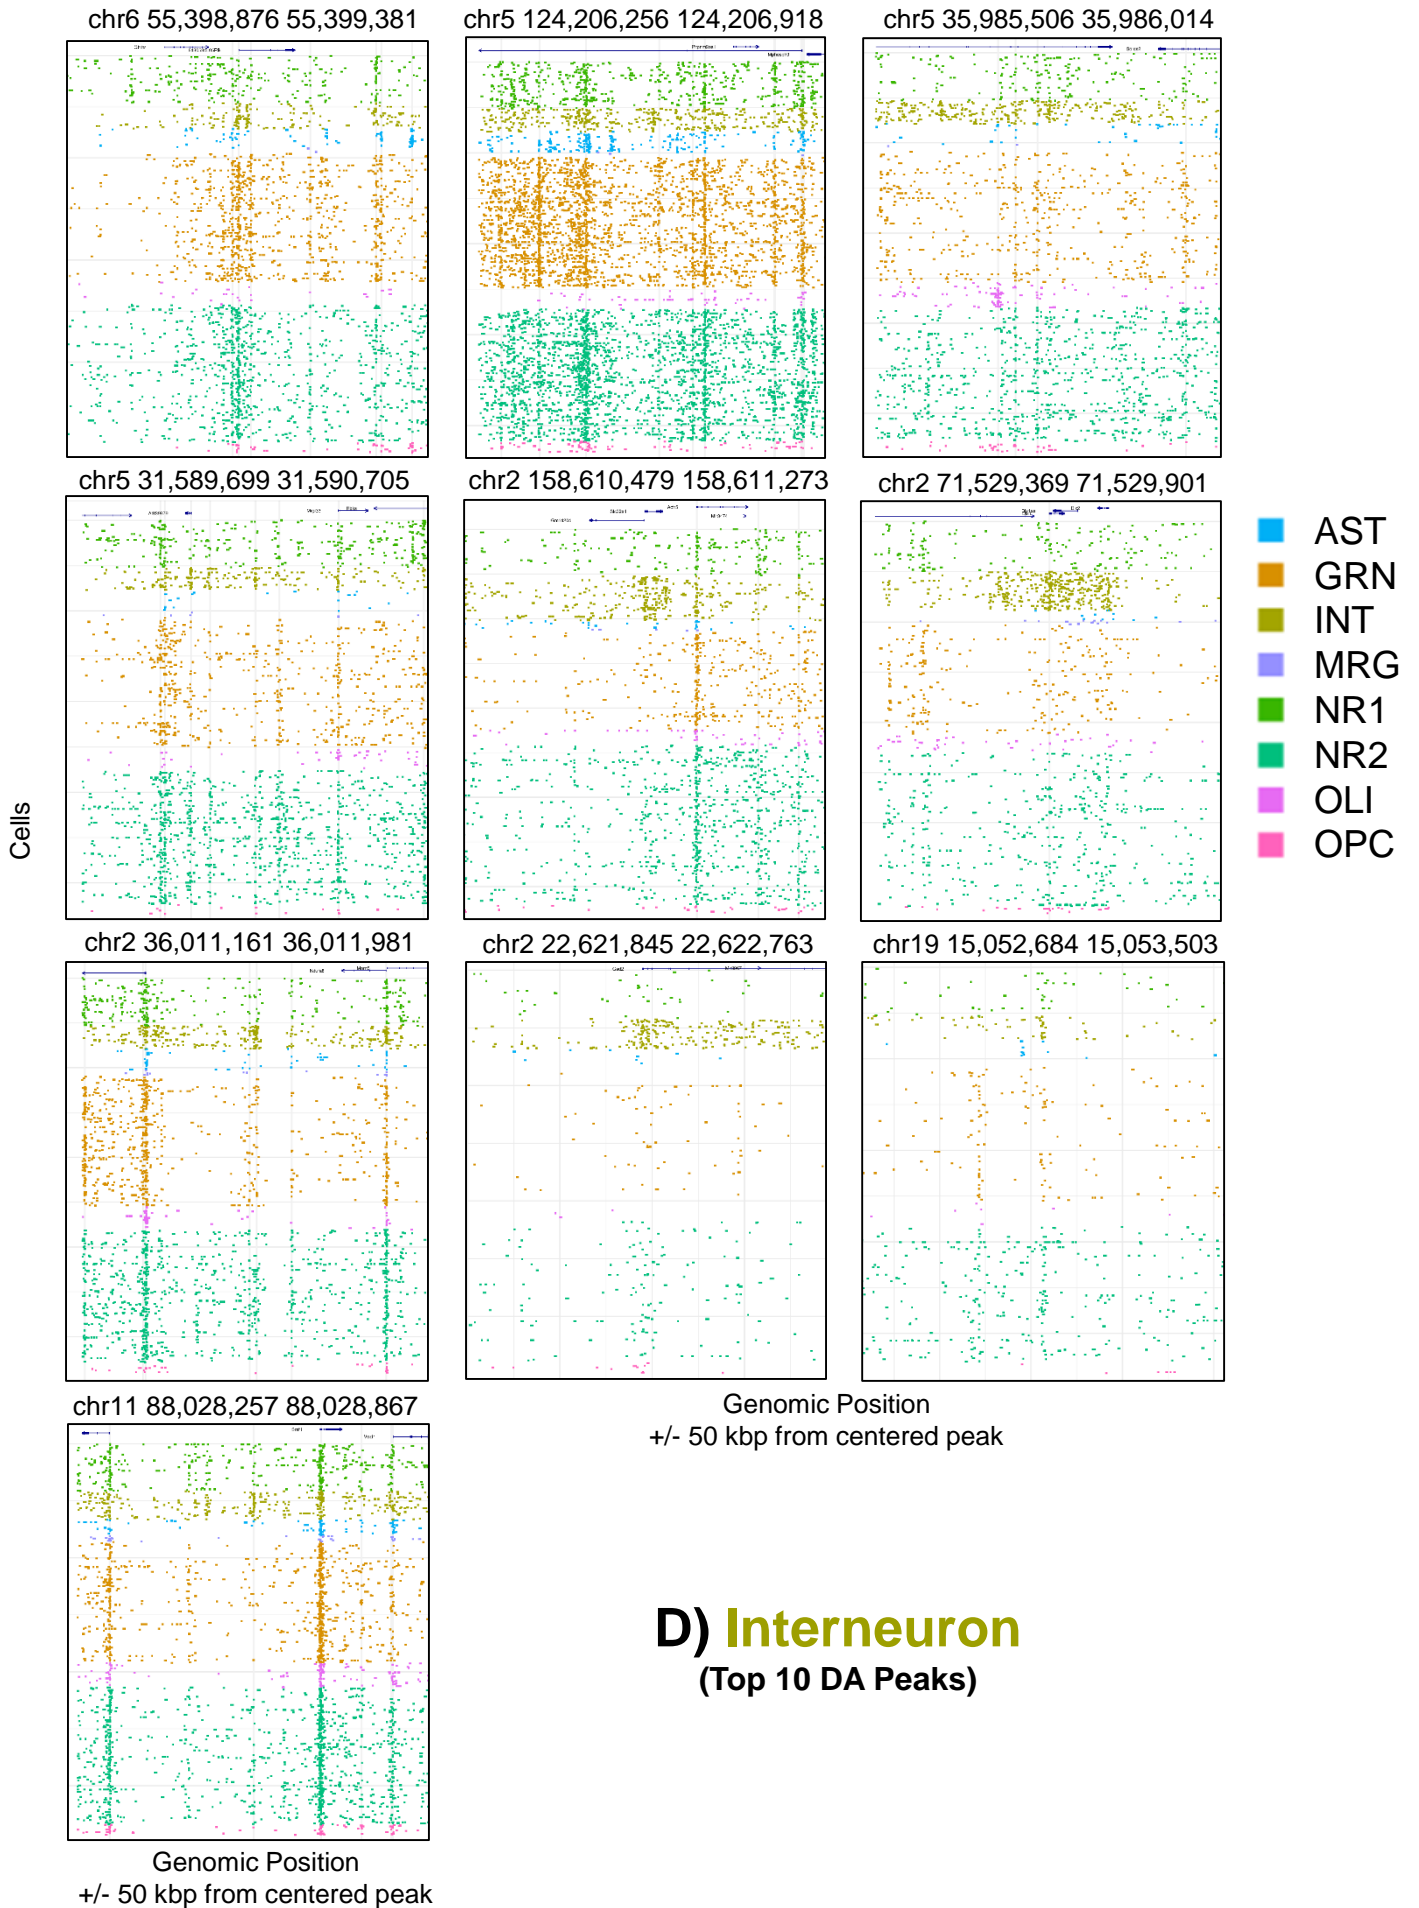 chr6 55,398,876 55,399,381
chr5 124,206,256 124,206,918
chr5 35,985,506 35,986,014
chr5 31,589,699 31,590,705
chr2 158,610,479 158,611,273
chr2 71,529,369 71,529,901
AST
GRN
INT
MRG
NR1
NR2
OLI
OPC
Cells
chr2 36,011,161 36,011,981
chr2 22,621,845 22,622,763
chr19 15,052,684 15,053,503
Genomic Position
+/- 50 kbp from centered peak
chr11 88,028,257 88,028,867
Genomic Position
+/- 50 kbp from centered peak
D) Interneuron
(Top 10 DA Peaks)